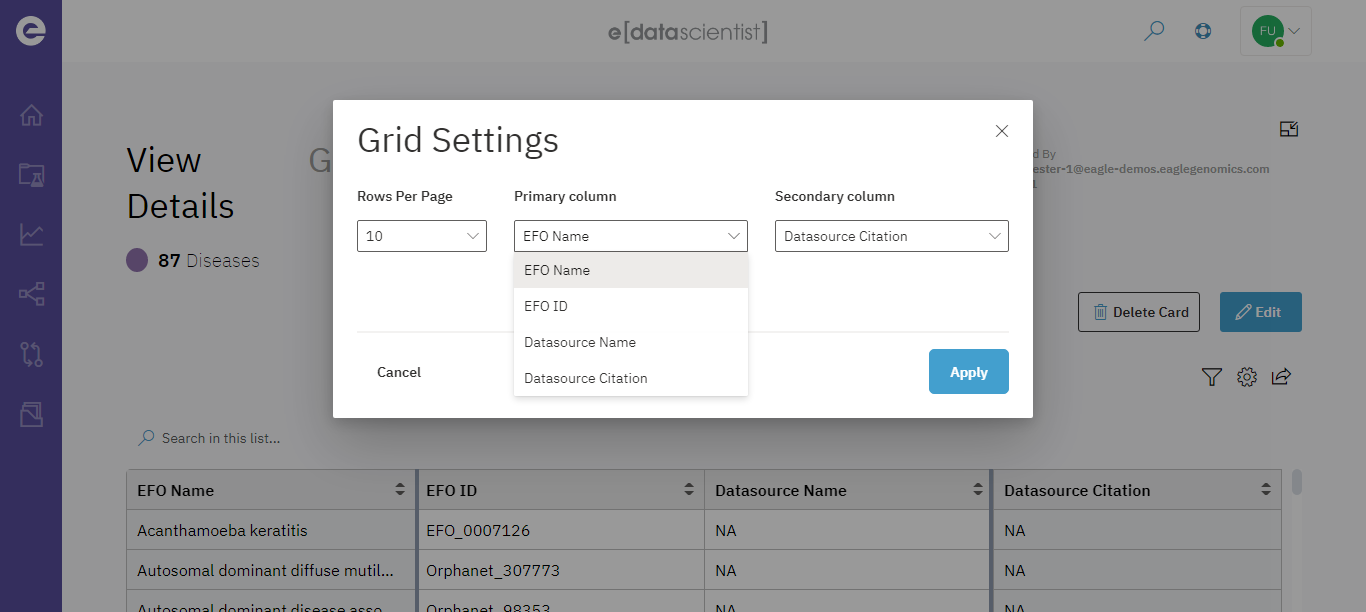 e[datascientist]
FU
Grid Settings
View
Details
G
d By
ester-1@eagle-demos.eaglegenomics.com
1
Rows Per Page
Primary column
Secondary column
10
EFO Name
Datasource Citation
EFO Name
EFO ID
Datasource Name
Datasource Citation
87 Diseases
Delete Card
Edit
Cancel
Apply
Search in this list...
EFO Name
EFO ID
Datasource Name
Datasource Citation
Acanthamoeba keratitis
EFO_0007126
NA
NA
Autosomal dominant diffuse mutil...
Orphanet_307773
NA
NA
Autosomal dominant disease asso...
Orphanet_98353
NA
NA